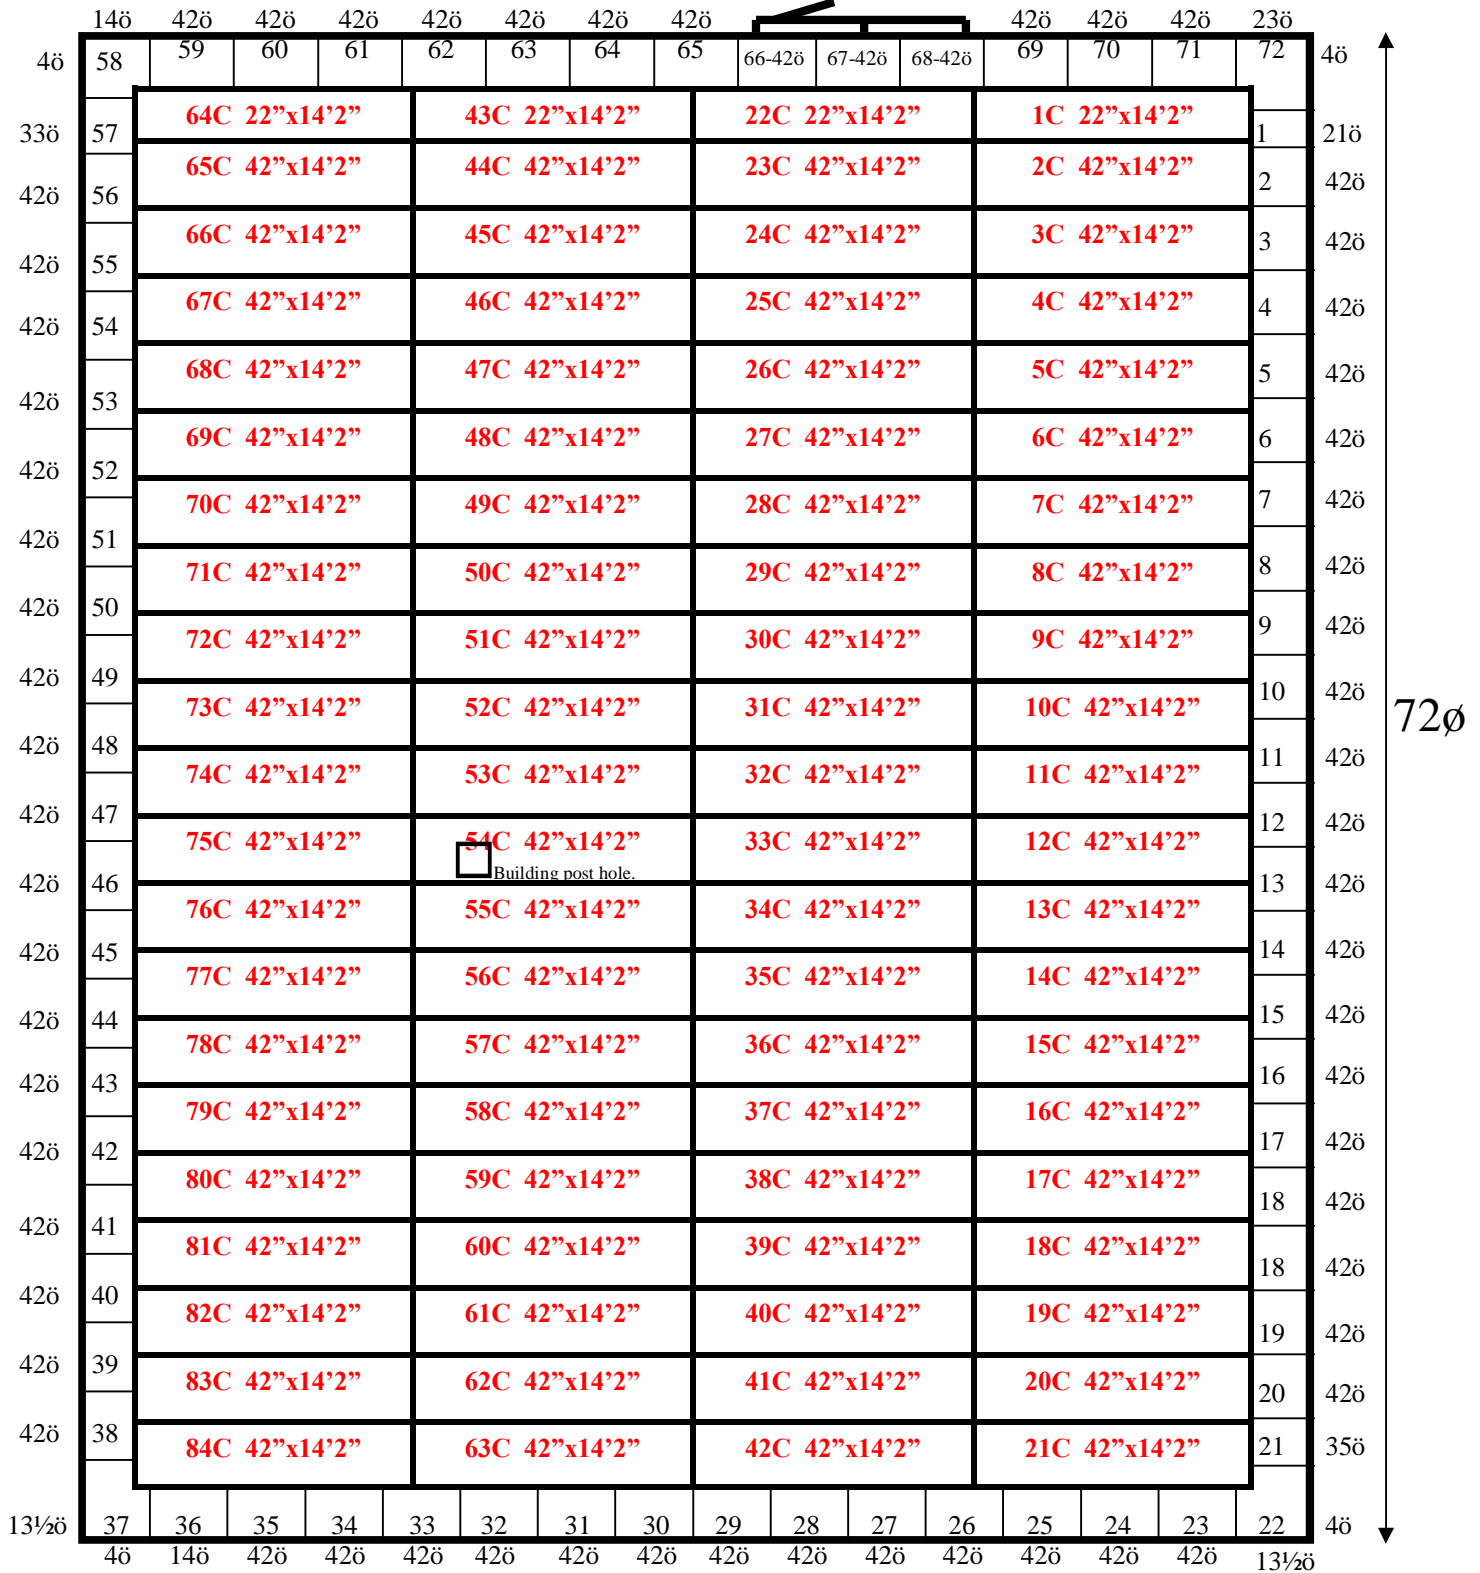 14ö 42ö 42ö 42ö 42ö 42ö 42ö 42ö 42ö 42ö 42ö 23ö
4ö 58 59 60 61 62 63 64 65 66-42ö 67-42ö 68-42ö 69 70 71 72 4ö
64C 22”x14’2” 43C 22”x14’2” 22C 22”x14’2” 1C 22”x14’2”
33ö 57 1 21ö
65C 42”x14’2” 44C 42”x14’2” 23C 42”x14’2” 2C 42”x14’2”
42ö 56 2 42ö
66C 42”x14’2” 45C 42”x14’2” 24C 42”x14’2” 3C 42”x14’2”
42ö 55 3 42ö
67C 42”x14’2” 46C 42”x14’2” 25C 42”x14’2” 4C 42”x14’2”
42ö 54 4 42ö
68C 42”x14’2” 47C 42”x14’2” 26C 42”x14’2” 5C 42”x14’2”
42ö 53 5 42ö
69C 42”x14’2” 48C 42”x14’2” 27C 42”x14’2” 6C 42”x14’2”
42ö 52 6 42ö
70C 42”x14’2” 49C 42”x14’2” 28C 42”x14’2” 7C 42”x14’2”
42ö 51 7 42ö
71C 42”x14’2” 50C 42”x14’2” 29C 42”x14’2” 8C 42”x14’2”
42ö 50 8 42ö
72C 42”x14’2” 51C 42”x14’2” 30C 42”x14’2” 9C 42”x14’2”
42ö 49 9 42ö
73C 42”x14’2” 52C 42”x14’2” 31C 42”x14’2” 10C 42”x14’2”
42ö 48 10 42ö
72ø
74C 42”x14’2” 53C 42”x14’2” 32C 42”x14’2” 11C 42”x14’2”
42ö 47 11 42ö
75C 42”x14’2” 54C 42”x14’2” 33C 42”x14’2” 12C 42”x14’2”
Building post hole.
42ö 46 12 42ö
76C 42”x14’2” 55C 42”x14’2” 34C 42”x14’2” 13C 42”x14’2”
42ö 45 13 42ö
77C 42”x14’2” 56C 42”x14’2” 35C 42”x14’2” 14C 42”x14’2”
42ö 44 14 42ö
78C 42”x14’2” 57C 42”x14’2” 36C 42”x14’2” 15C 42”x14’2”
42ö 43 15 42ö
79C 42”x14’2” 58C 42”x14’2” 37C 42”x14’2” 16C 42”x14’2”
42ö 42 16 42ö
80C 42”x14’2” 59C 42”x14’2” 38C 42”x14’2” 17C 42”x14’2”
42ö 41 17 42ö
81C 42”x14’2” 60C 42”x14’2” 39C 42”x14’2” 18C 42”x14’2”
42ö 40 18 42ö
82C 42”x14’2” 61C 42”x14’2” 40C 42”x14’2” 19C 42”x14’2”
42ö 39 18 42ö
83C 42”x14’2” 62C 42”x14’2” 41C 42”x14’2” 20C 42”x14’2”
42ö 38 19 42ö
84C 42”x14’2” 63C 42”x14’2” 42C 42”x14’2” 21C 42”x14’2”
20 42ö
21 35ö
13½ö 37 36 35 34 33 32 31 30 29 28 27 26 25 24 23 22 4ö
4ö 14ö 42ö 42ö 42ö 42ö 42ö 42ö 42ö 42ö 42ö 42ö 42ö 42ö 42ö 13½ö